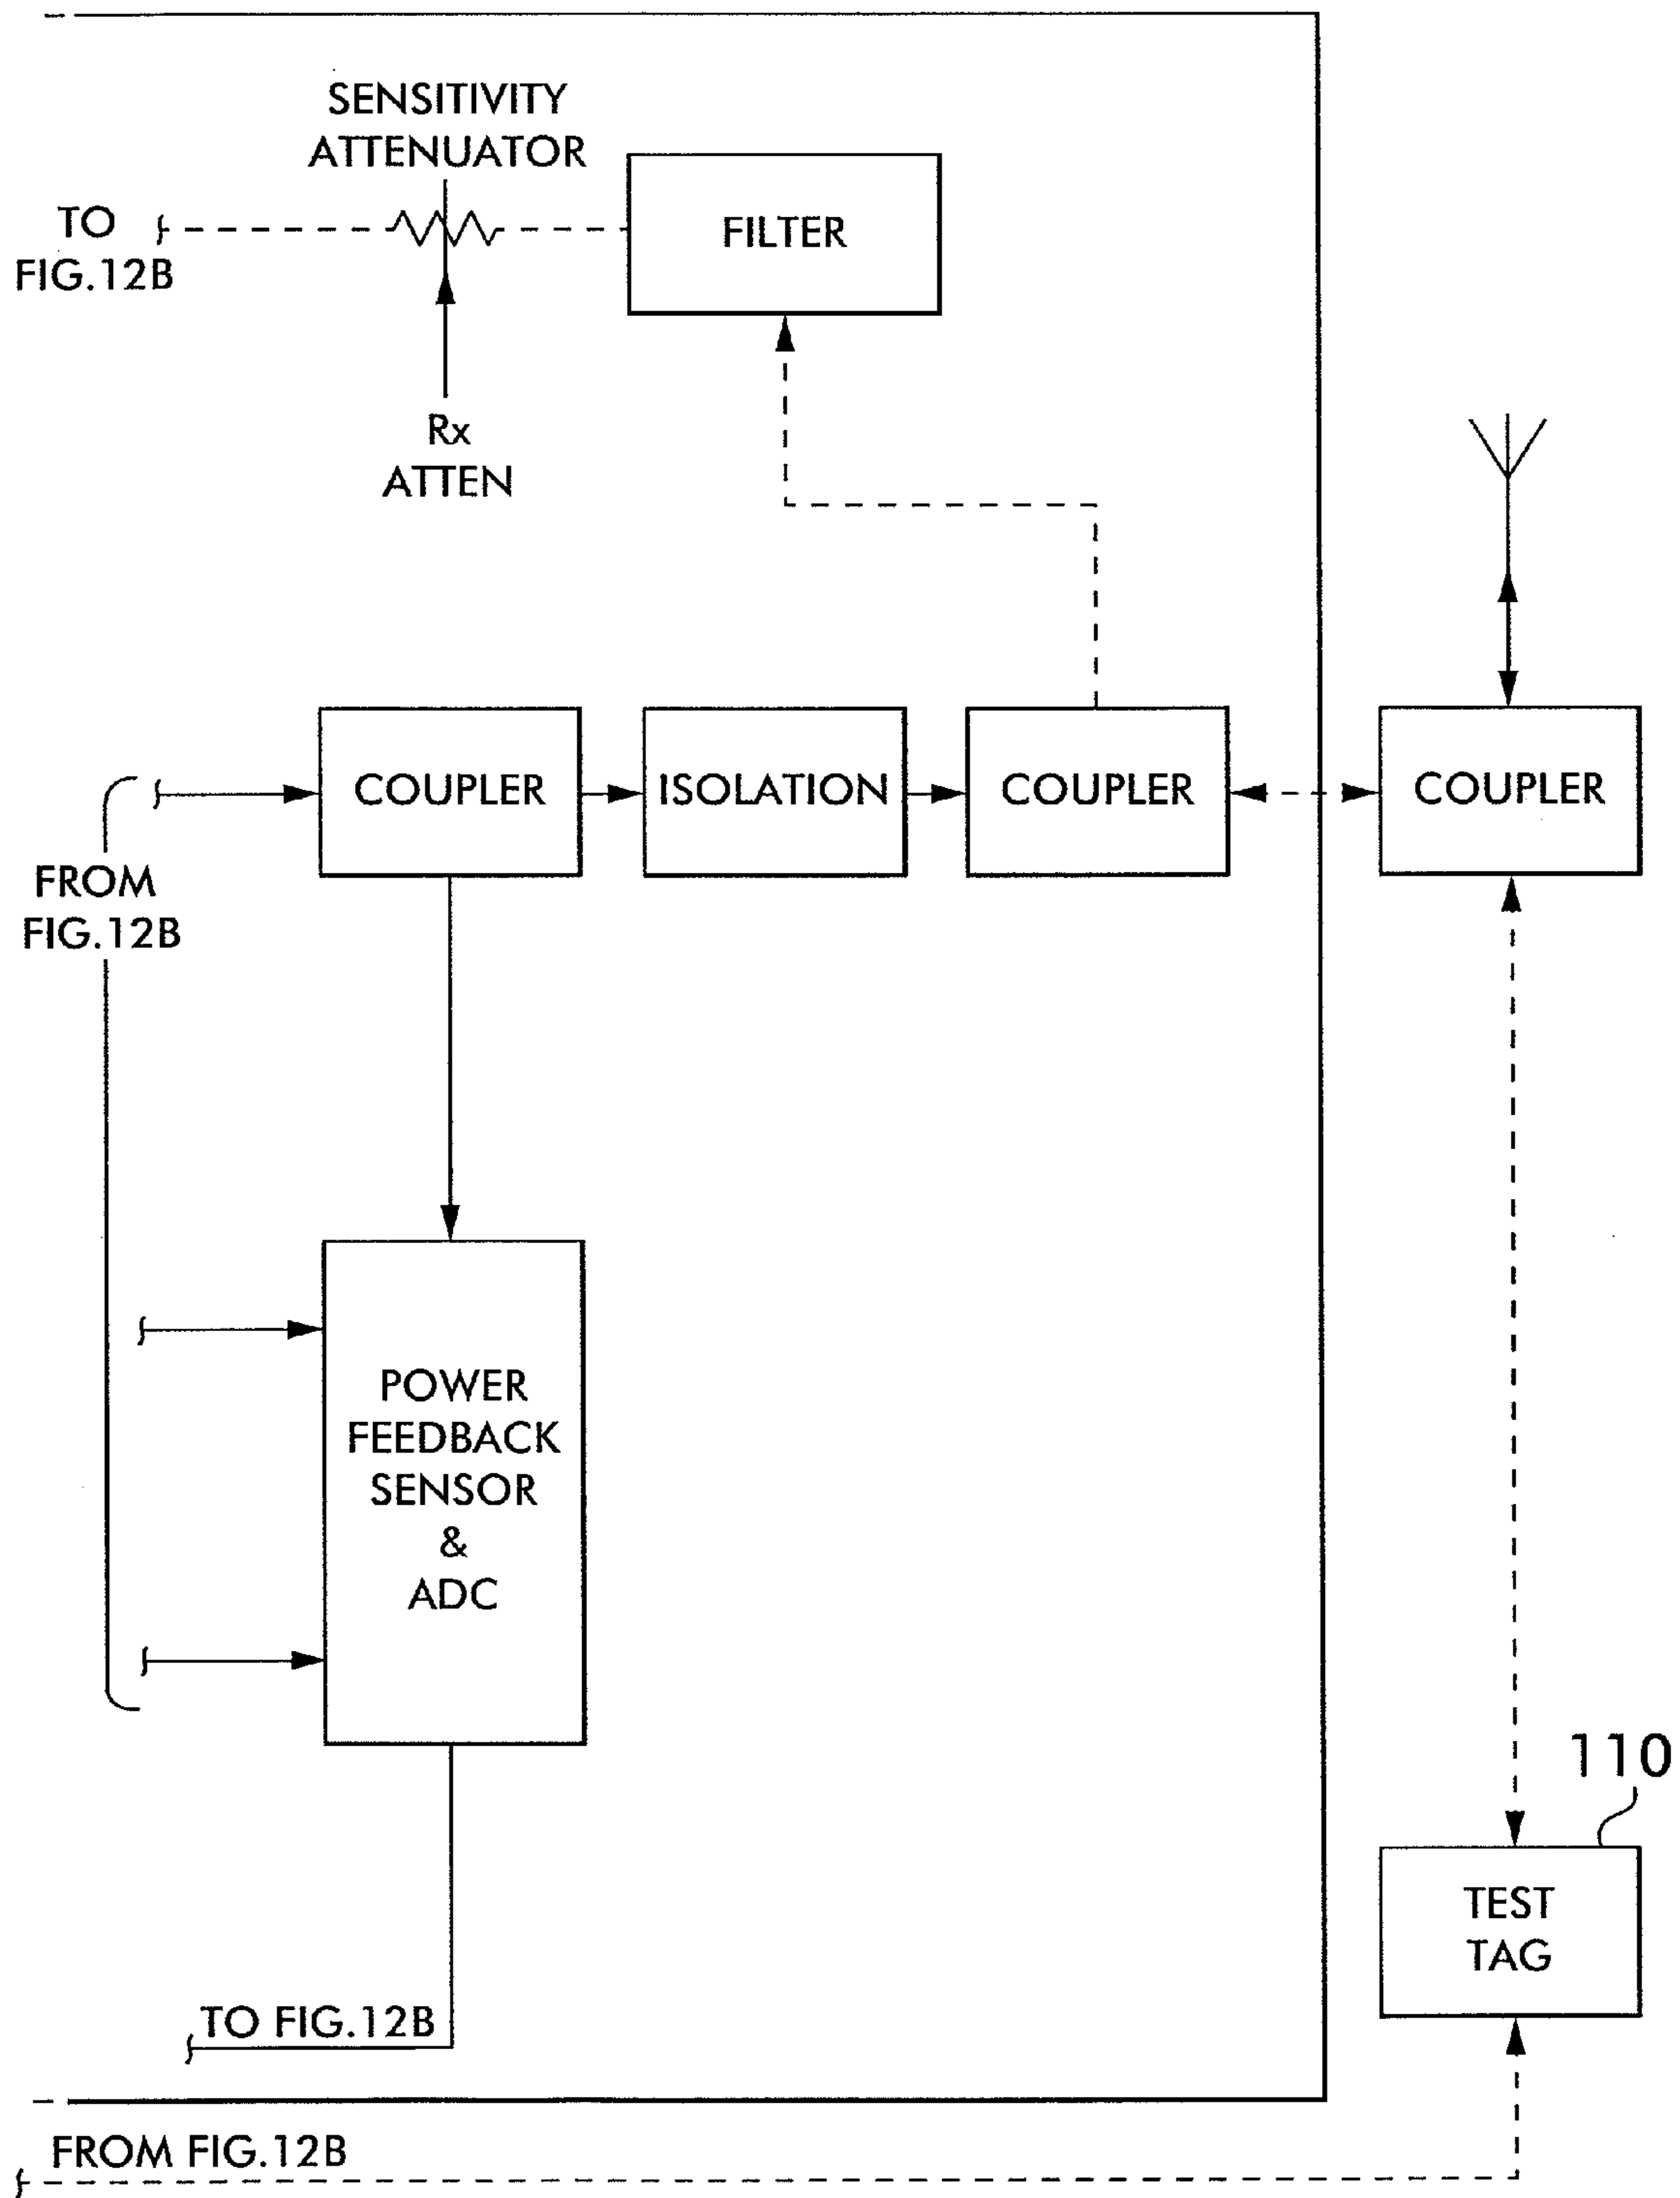 SENSITIVITY
ATTENUATOR
TO
FIG.12B
FILTER
Rx
ATTEN
COUPLER
ISOLATION
COUPLER
COUPLER
FROM
FIG.12B
POWER
FEEDBACK
SENSOR
&
ADC
110
TEST
TAG
TO FIG.12B
FROM FIG.12B